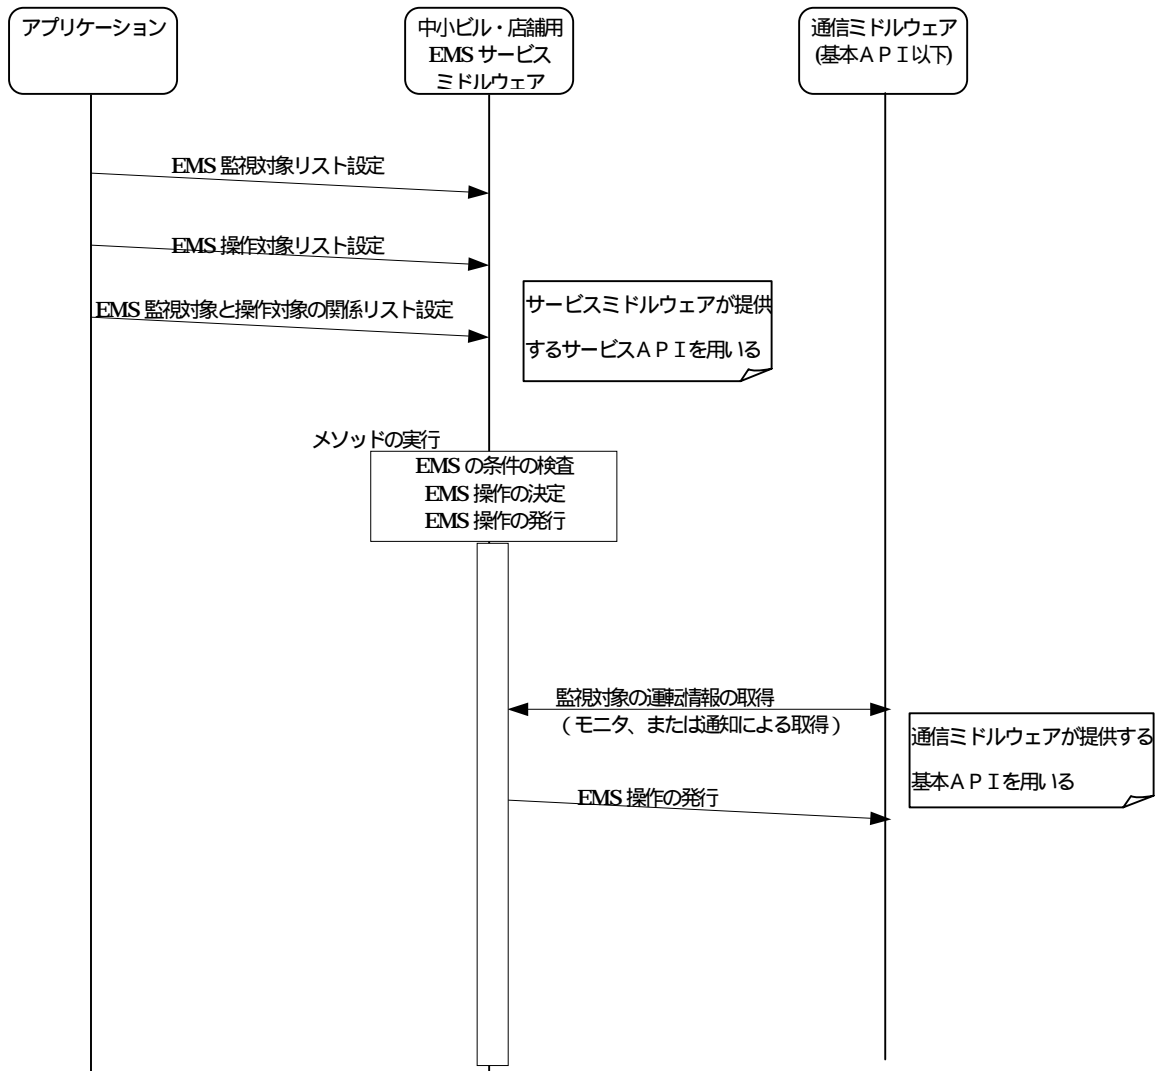 アプリケーション
中小ビル・店舗用
EMS サービス
ミドルウェア
通信ミドルウェア
(基本ＡＰＩ以下)
EMS 監視対象リスト設定
EMS 操作対象リスト設定
EMS 監視対象と操作対象の関係リスト設定
サービスミドルウェアが提供
するサービスＡＰＩを用いる
メソッドの実行
EMS の条件の検査
EMS 操作の決定
EMS 操作の発行
監視対象の運転情報の取得
（モニタ、または通知による取得）
通信ミドルウェアが提供する
基本ＡＰＩを用いる
EMS 操作の発行